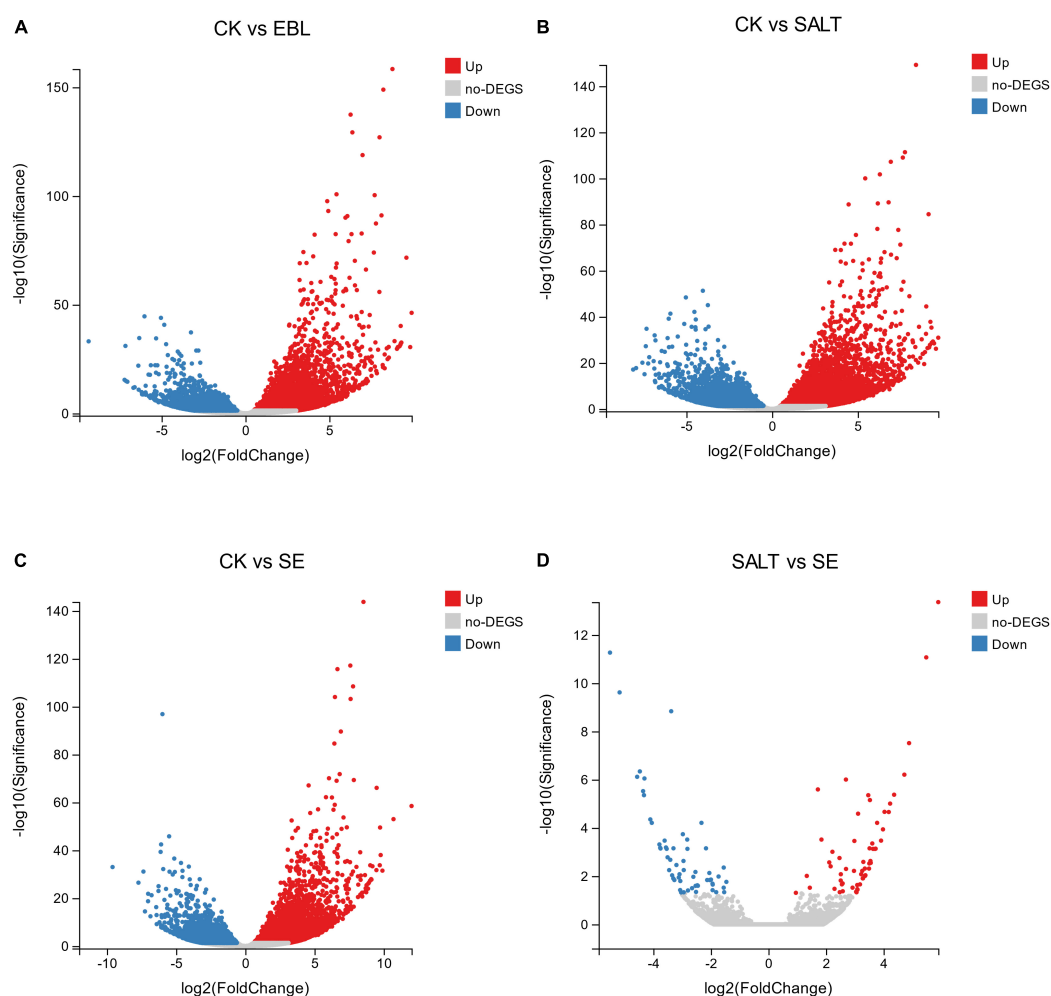 A
CK vs EBL
Up
no-DEGS
Down
-log10(Significance)
150
100
50
0
-5
0
5
log2(FoldChange)
B
CK vs SALT
Up
no-DEGS
Down
-log10(Significance)
140
120
100
80
60
40
20
0
-5
0
5
log2(FoldChange)
C
CK vs SE
Up
no-DEGS
Down
-log10(Significance)
140
120
100
80
60
40
20
0
-10
-5
0
5
10
log2(FoldChange)
D
SALT vs SE
Up
no-DEGS
Down
-log10(Significance)
12
10
8
6
4
2
0
-4
-2
0
2
4
log2(FoldChange)